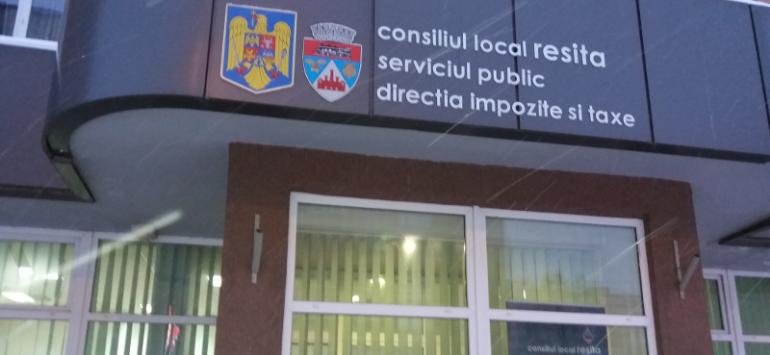 consiliul local resita
serviciul public
directia impozite si taxe
consiliul local resita